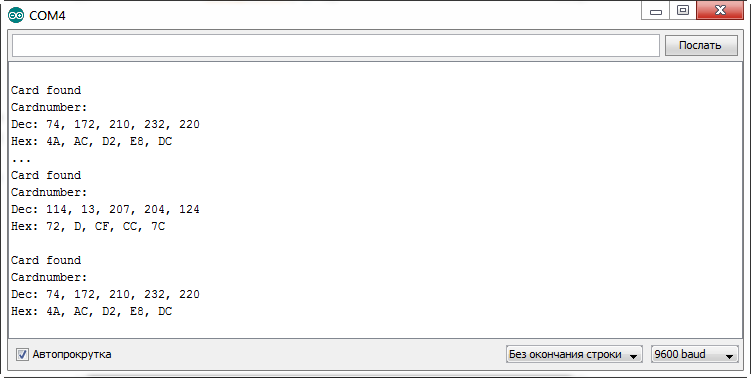 COM4
Послать
Card found
Cardnumber:
Dec: 74, 172, 210, 232, 220
Hex: 4A, AC, D2, E8, DC
...
Card found
Cardnumber:
Dec: 114, 13, 207, 204, 124
Hex: 72, D, CF, CC, 7C
Card found
Cardnumber:
Dec: 74, 172, 210, 232, 220
Hex: 4A, AC, D2, E8, DC
Автопрокрутка
Без окончания строки
9600 baud